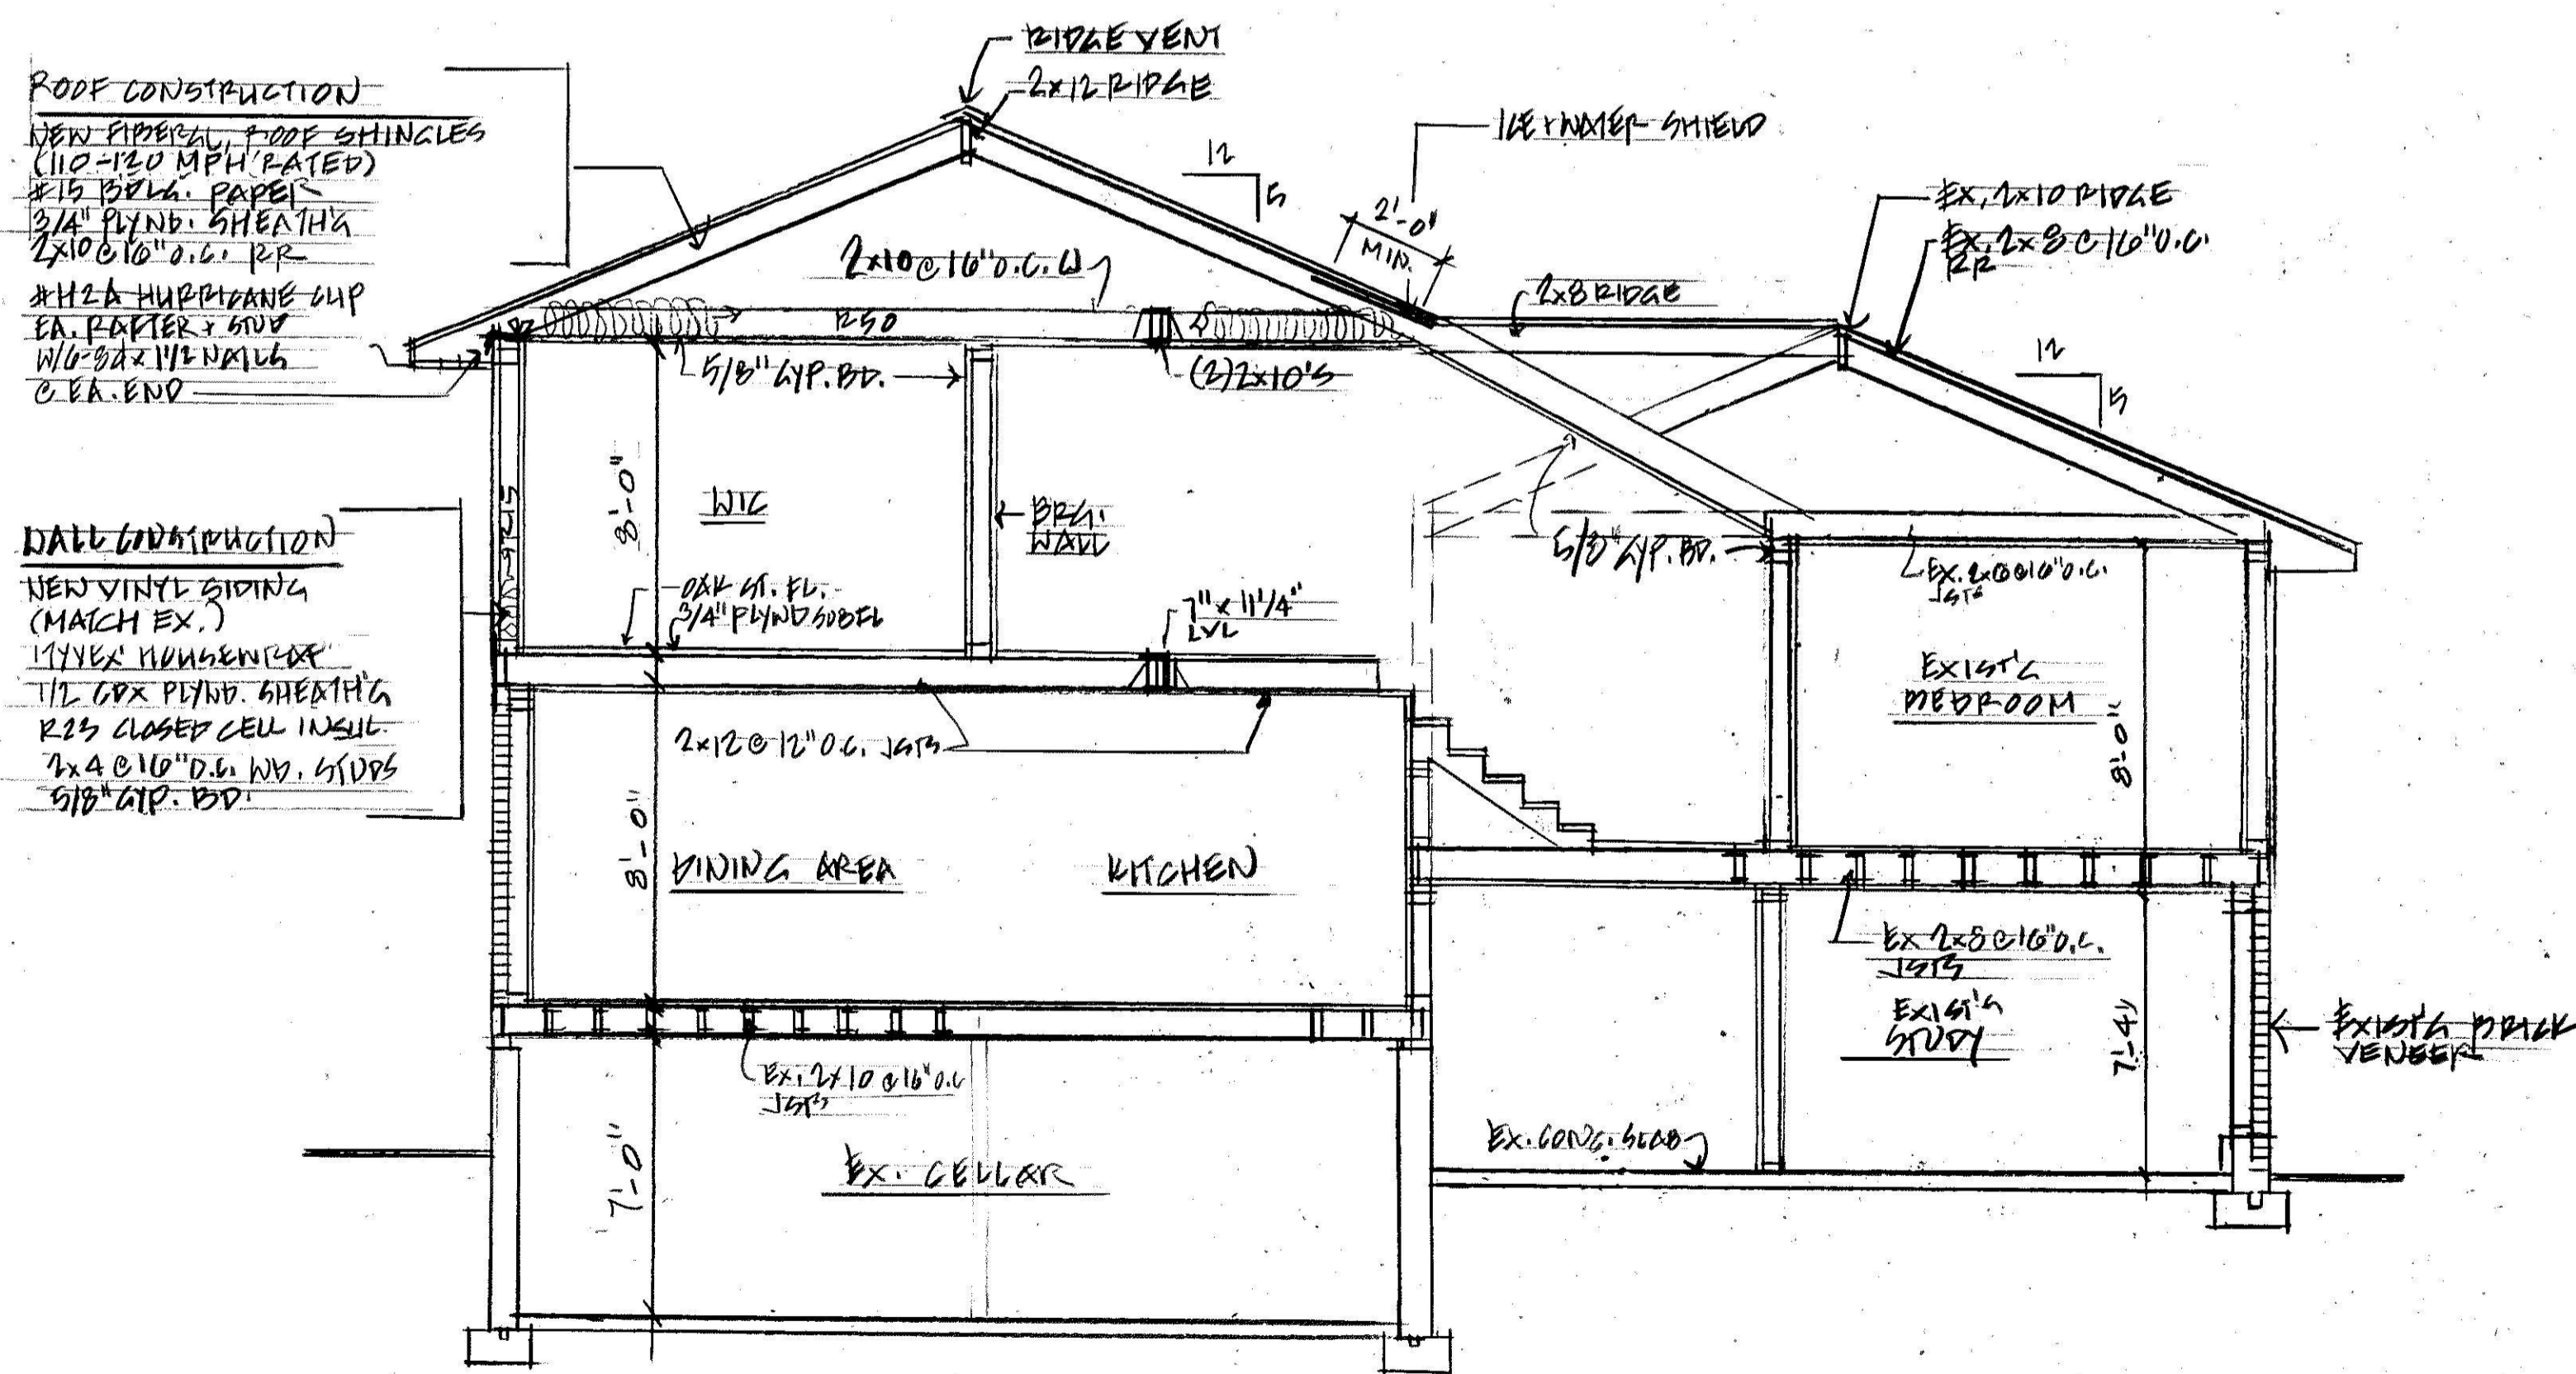 RIDGE VENT
2x12 RIDGE
ROOF CONSTRUCTION
NEW FIBERGL. ROOF SHINGLES
(110-120 MPH RATED)
#15 BDLG. PAPER
3/4" PLYWD. SHEATH'G
2x10 @ 16" O.C. RR
#H2A HURRICANE CLIP
EA. RAFTER + STUD
W/6-8d x 1 1/2 NAILS
@ EA. END
ICE + WATER SHIELD
12
5
2'-0"
MIN.
EX. 2x10 RIDGE
EX. 2x8 @ 16" O.C.
RR
2x10 @ 16" O.C.
2x8 RIDGE
R50
5/8" GYP. BD.
(2) 2x10'S
12
5
8'-0"
WIC
BRG.
WALL
R15
5/8" GYP. BD.
EX. 2x8 @ 16" O.C.
JSTS
WALL CONSTRUCTION
NEW VINYL SIDING
(MATCH EX.)
'TYVEK' HOUSEWRAP
1/2 CDX PLYWD. SHEATH'G
R23 CLOSED CELL INSUL.
2x4 @ 16" O.C. WD. STUDS
5/8" GYP. BD.
OAK ST. FL.
3/4" PLYWD SUBFL
7" x 11 1/4"
LVL
EXIST'G
BEDROOM
8'-0"
2x12 @ 12" O.C. JSTS
8'-0"
DINING AREA
KITCHEN
EX 2x8 @ 16" O.C.
JSTS
EXIST'G
STUDY
7'-4"
EXIST'G BRICK
VENEER
EX. 2x10 @ 16" O.C
JSTS
7'-0"
EX. CELLAR
EX. CONC. SLAB